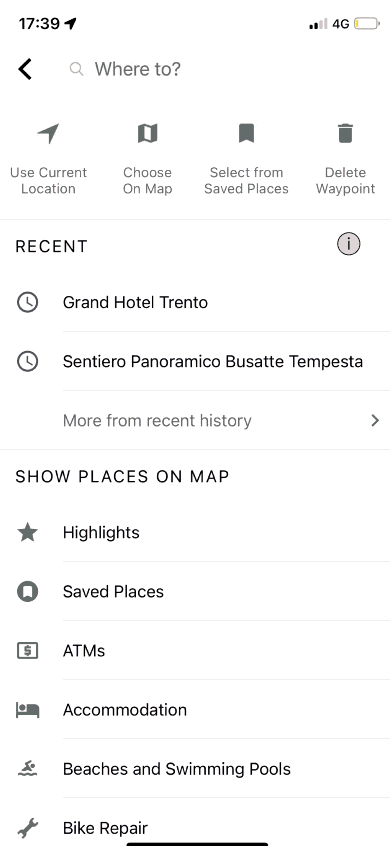 17:39
4G
Where to?
Use Current
Location
Choose
On Map
Select from
Saved Places
Delete
Waypoint
RECENT
i
Grand Hotel Trento
Sentiero Panoramico Busatte Tempesta
More from recent history
SHOW PLACES ON MAP
Highlights
Saved Places
$
ATMs
Accommodation
Beaches and Swimming Pools
Bike Repair